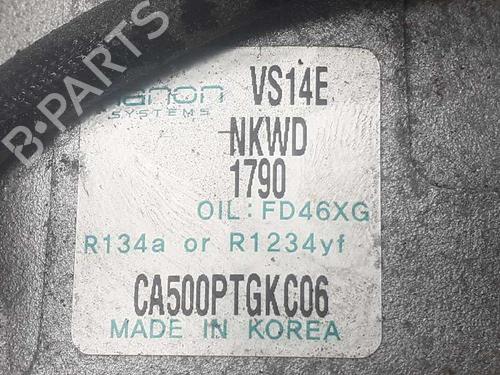 B-PARTS
VS14E
SYSTEMS
NKWD
1790
OIL: FD46XG
R134a or R1234yf
CA500PTGKC06
MADE IN KOREA